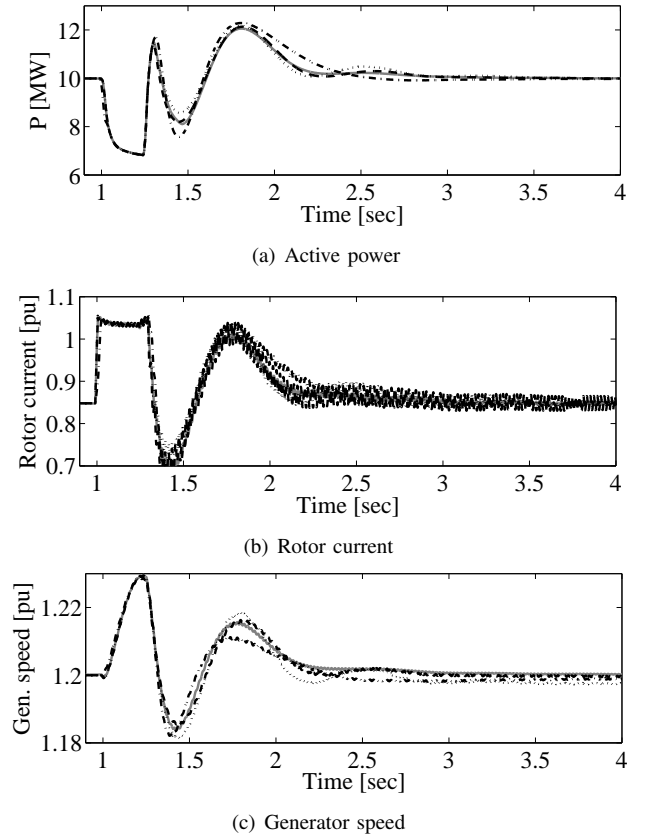 12
10
8
6
P [MW]
1 1.5 2 2.5 3 3.5 4
Time [sec]
(a) Active power
1.1
1
0.9
0.8
0.7
Rotor current [pu]
1 1.5 2 2.5 3 3.5 4
Time [sec]
(b) Rotor current
1.22
1.2
1.18
Gen. speed [pu]
1 1.5 2 2.5 3 3.5 4
Time [sec]
(c) Generator speed